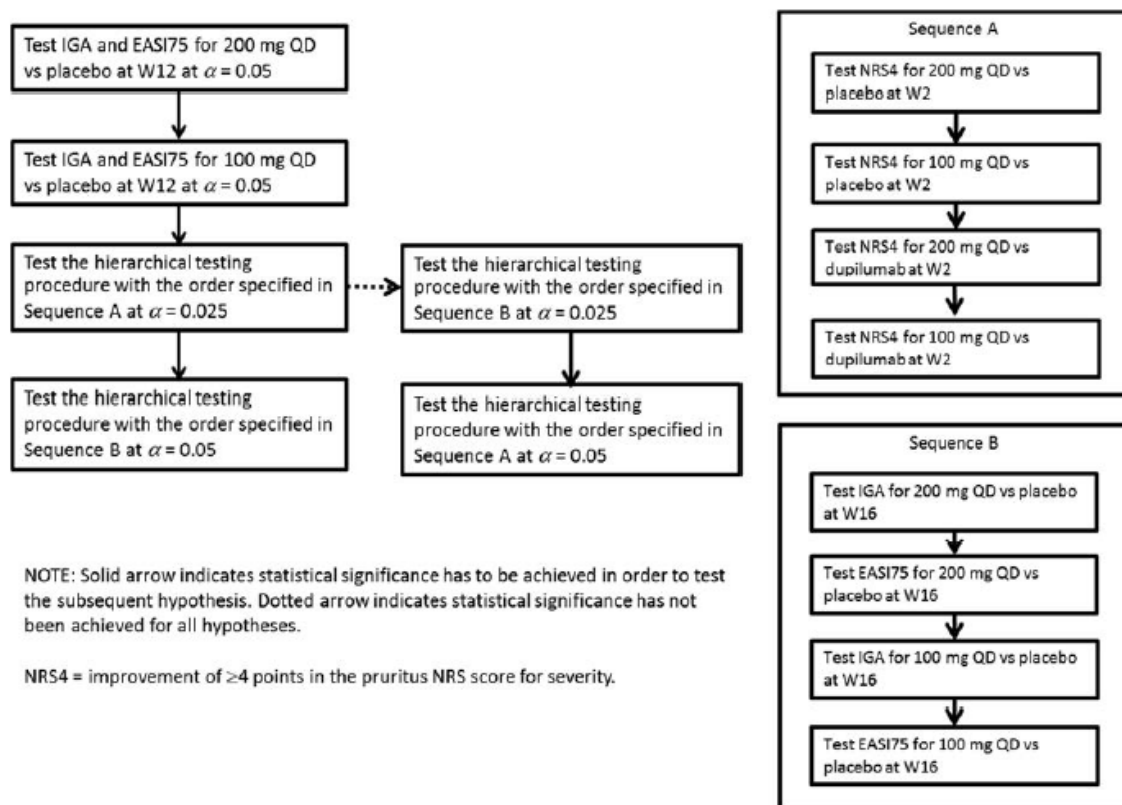 Test IGA and EASI75 for 200 mg QD
vs placebo at W12 at α = 0.05
Test IGA and EASI75 for 100 mg QD
vs placebo at W12 at α = 0.05
Test the hierarchical testing
procedure with the order specified in
Sequence A at α = 0.025
Test the hierarchical testing
procedure with the order specified in
Sequence B at α = 0.025
Test the hierarchical testing
procedure with the order specified in
Sequence B at α = 0.05
Test the hierarchical testing
procedure with the order specified in
Sequence A at α = 0.05
NOTE: Solid arrow indicates statistical significance has to be achieved in order to test
the subsequent hypothesis. Dotted arrow indicates statistical significance has not
been achieved for all hypotheses.
NRS4 = improvement of ≥4 points in the pruritus NRS score for severity.
Sequence A
Test NRS4 for 200 mg QD vs
placebo at W2
Test NRS4 for 100 mg QD vs
placebo at W2
Test NRS4 for 200 mg QD vs
dupilumab at W2
Test NRS4 for 100 mg QD vs
dupilumab at W2
Sequence B
Test IGA for 200 mg QD vs placebo
at W16
Test EASI75 for 200 mg QD vs
placebo at W16
Test IGA for 100 mg QD vs placebo
at W16
Test EASI75 for 100 mg QD vs
placebo at W16